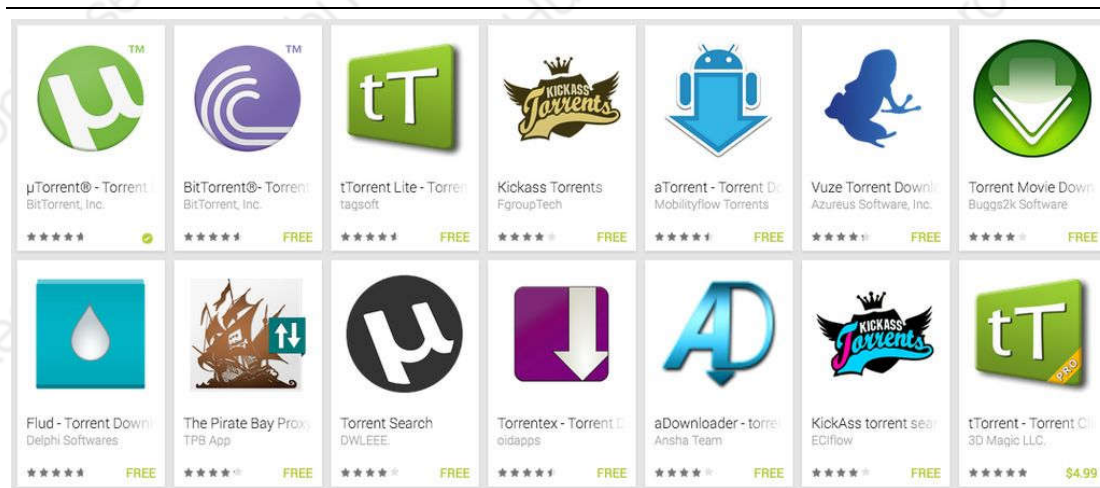 TM
TM
tT
KICKASS
Torrents
µTorrent® - Torrent
BitTorrent, Inc.
BitTorrent®- Torrent
BitTorrent, Inc.
FREE
tTorrent Lite - Torre
tagsoft
FREE
Kickass Torrents
FgroupTech
FREE
aTorrent - Torrent D
Mobilityflow Torrents
FREE
Vuze Torrent Downl
Azureus Software, Inc.
FREE
Torrent Movie Down
Buggs2k Software
FREE
µ
AD
KICKASS
Torrents
tT
PRO
Flud - Torrent Down
Delphi Softwares
FREE
The Pirate Bay Prox
TPB App
FREE
Torrent Search
DWLEEE.
FREE
Torrentex - Torrent D
oidapps
FREE
aDownloader - torre
Ansha Team
FREE
KickAss torrent sea
ECIflow
FREE
tTorrent - Torrent Cl
3D Magic LLC.
$4.99